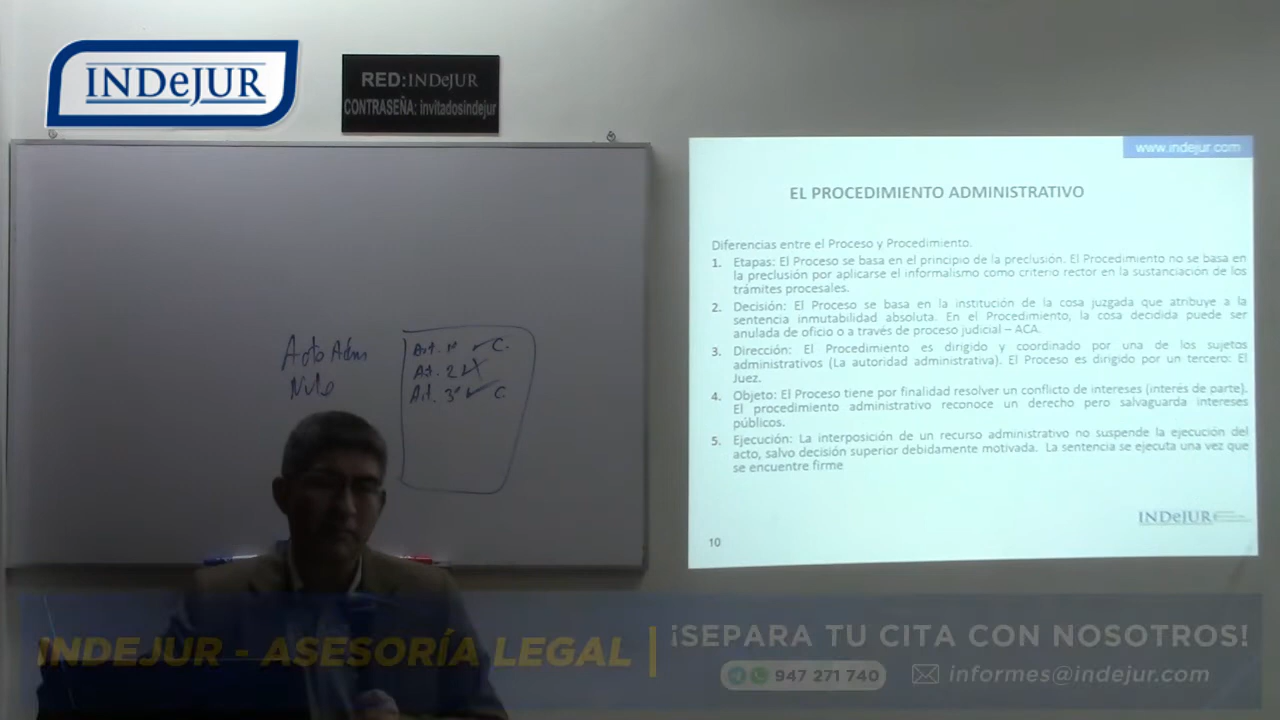 INDeJUR
RED:INDeJUR
CONTRASEÑA: invitadosindejur
www.indejur.com
EL PROCEDIMIENTO ADMINISTRATIVO
Diferencias entre el Proceso y Procedimiento.
1. Etapas: El Proceso se basa en el principio de la preclusión. El Procedimiento no se basa en
la preclusión por aplicarse el informalismo como criterio rector en la sustanciación de los
trámites procesales.
2. Decisión: El Proceso se basa en la institución de la cosa juzgada que atribuye a la
sentencia inmutabilidad absoluta. En el Procedimiento, la cosa decidida puede ser
anulada de oficio o a través de proceso judicial – ACA.
3. Dirección: El Procedimiento es dirigido y coordinado por una de los sujetos
administrativos (La autoridad administrativa). El Proceso es dirigido por un tercero: El
Juez.
4. Objeto: El Proceso tiene por finalidad resolver un conflicto de intereses (interés de parte).
El procedimiento administrativo reconoce un derecho pero salvaguarda intereses
públicos.
5. Ejecución: La interposición de un recurso administrativo no suspende la ejecución del
acto, salvo decisión superior debidamente motivada. La sentencia se ejecuta una vez que
se encuentre firme
INDeJUR
10
Acto Adm
Nulo
Art. 1º ✓ C.
Art. 2
Art. 3º ✓ C.
INDEJUR - ASESORÍA LEGAL
¡SEPARA TU CITA CON NOSOTROS!
947 271 740
informes@indejur.com